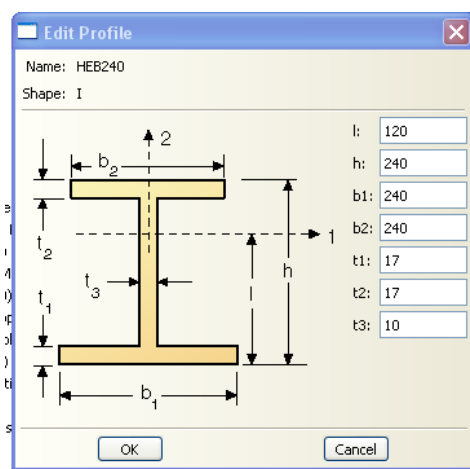 Edit Profile
Name: HEB240
Shape: I
l: 120
h: 240
b1: 240
b2: 240
t1: 17
t2: 17
t3: 10
2
b2
t2
1
t3
l
h
t1
b1
OK
Cancel